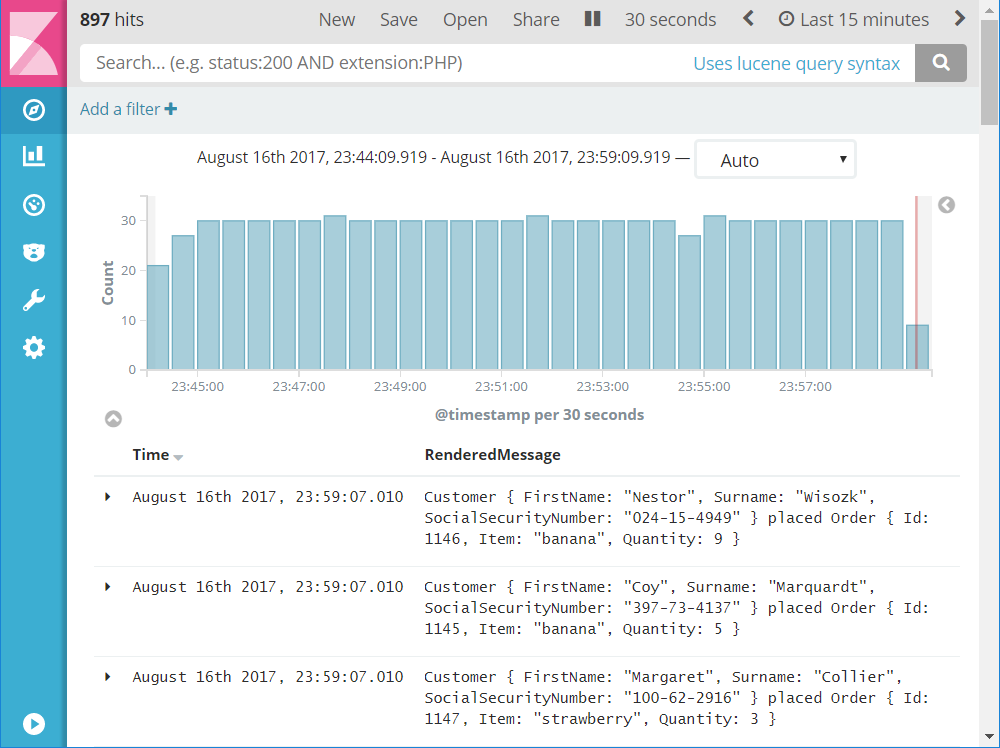 897 hits New Save Open Share 30 seconds Last 15 minutes
Search... (e.g. status:200 AND extension:PHP) Uses lucene query syntax
Add a filter
August 16th 2017, 23:44:09.919 - August 16th 2017, 23:59:09.919 — Auto
Count
30
20
10
0
23:45:00 23:47:00 23:49:00 23:51:00 23:53:00 23:55:00 23:57:00
@timestamp per 30 seconds
Time RenderedMessage
August 16th 2017, 23:59:07.010 Customer { FirstName: "Nestor", Surname: "Wisozk",
SocialSecurityNumber: "024-15-4949" } placed Order { Id:
1146, Item: "banana", Quantity: 9 }
August 16th 2017, 23:59:07.010 Customer { FirstName: "Coy", Surname: "Marquardt",
SocialSecurityNumber: "397-73-4137" } placed Order { Id:
1145, Item: "banana", Quantity: 5 }
August 16th 2017, 23:59:07.010 Customer { FirstName: "Margaret", Surname: "Collier",
SocialSecurityNumber: "100-62-2916" } placed Order { Id:
1147, Item: "strawberry", Quantity: 3 }